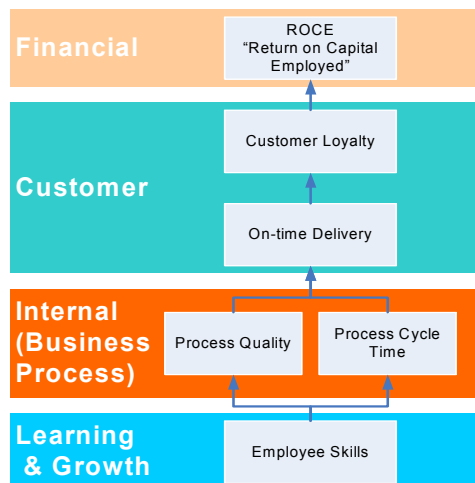 Financial
ROCE
“Return on Capital
Employed”
Customer
Customer Loyalty
On-time Delivery
Internal
(Business
Process)
Process Quality
Process Cycle
Time
Learning
& Growth
Employee Skills